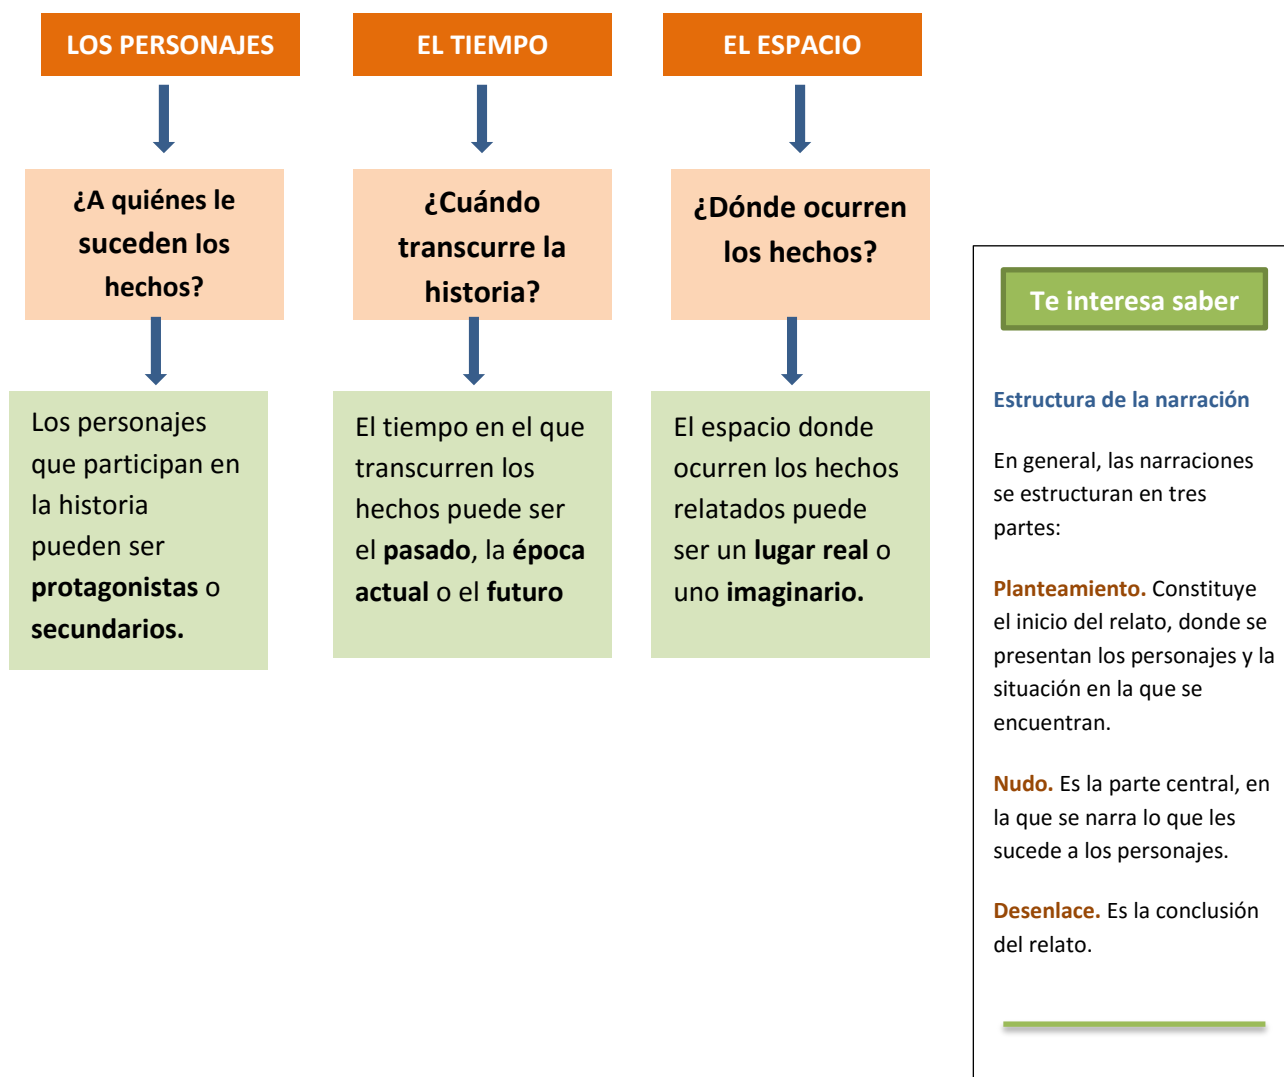 LOS PERSONAJES
¿A quiénes le
suceden los
hechos?
Los personajes
que participan en
la historia
pueden ser
protagonistas o
secundarios.
EL TIEMPO
¿Cuándo
transcurre la
historia?
El tiempo en el que
transcurren los
hechos puede ser
el pasado, la época
actual o el futuro
EL ESPACIO
¿Dónde ocurren
los hechos?
El espacio donde
ocurren los hechos
relatados puede
ser un lugar real o
uno imaginario.
Te interesa saber
Estructura de la narración
En general, las narraciones
se estructuran en tres
partes:
Planteamiento. Constituye
el inicio del relato, donde se
presentan los personajes y la
situación en la que se
encuentran.
Nudo. Es la parte central, en
la que se narra lo que les
sucede a los personajes.
Desenlace. Es la conclusión
del relato.